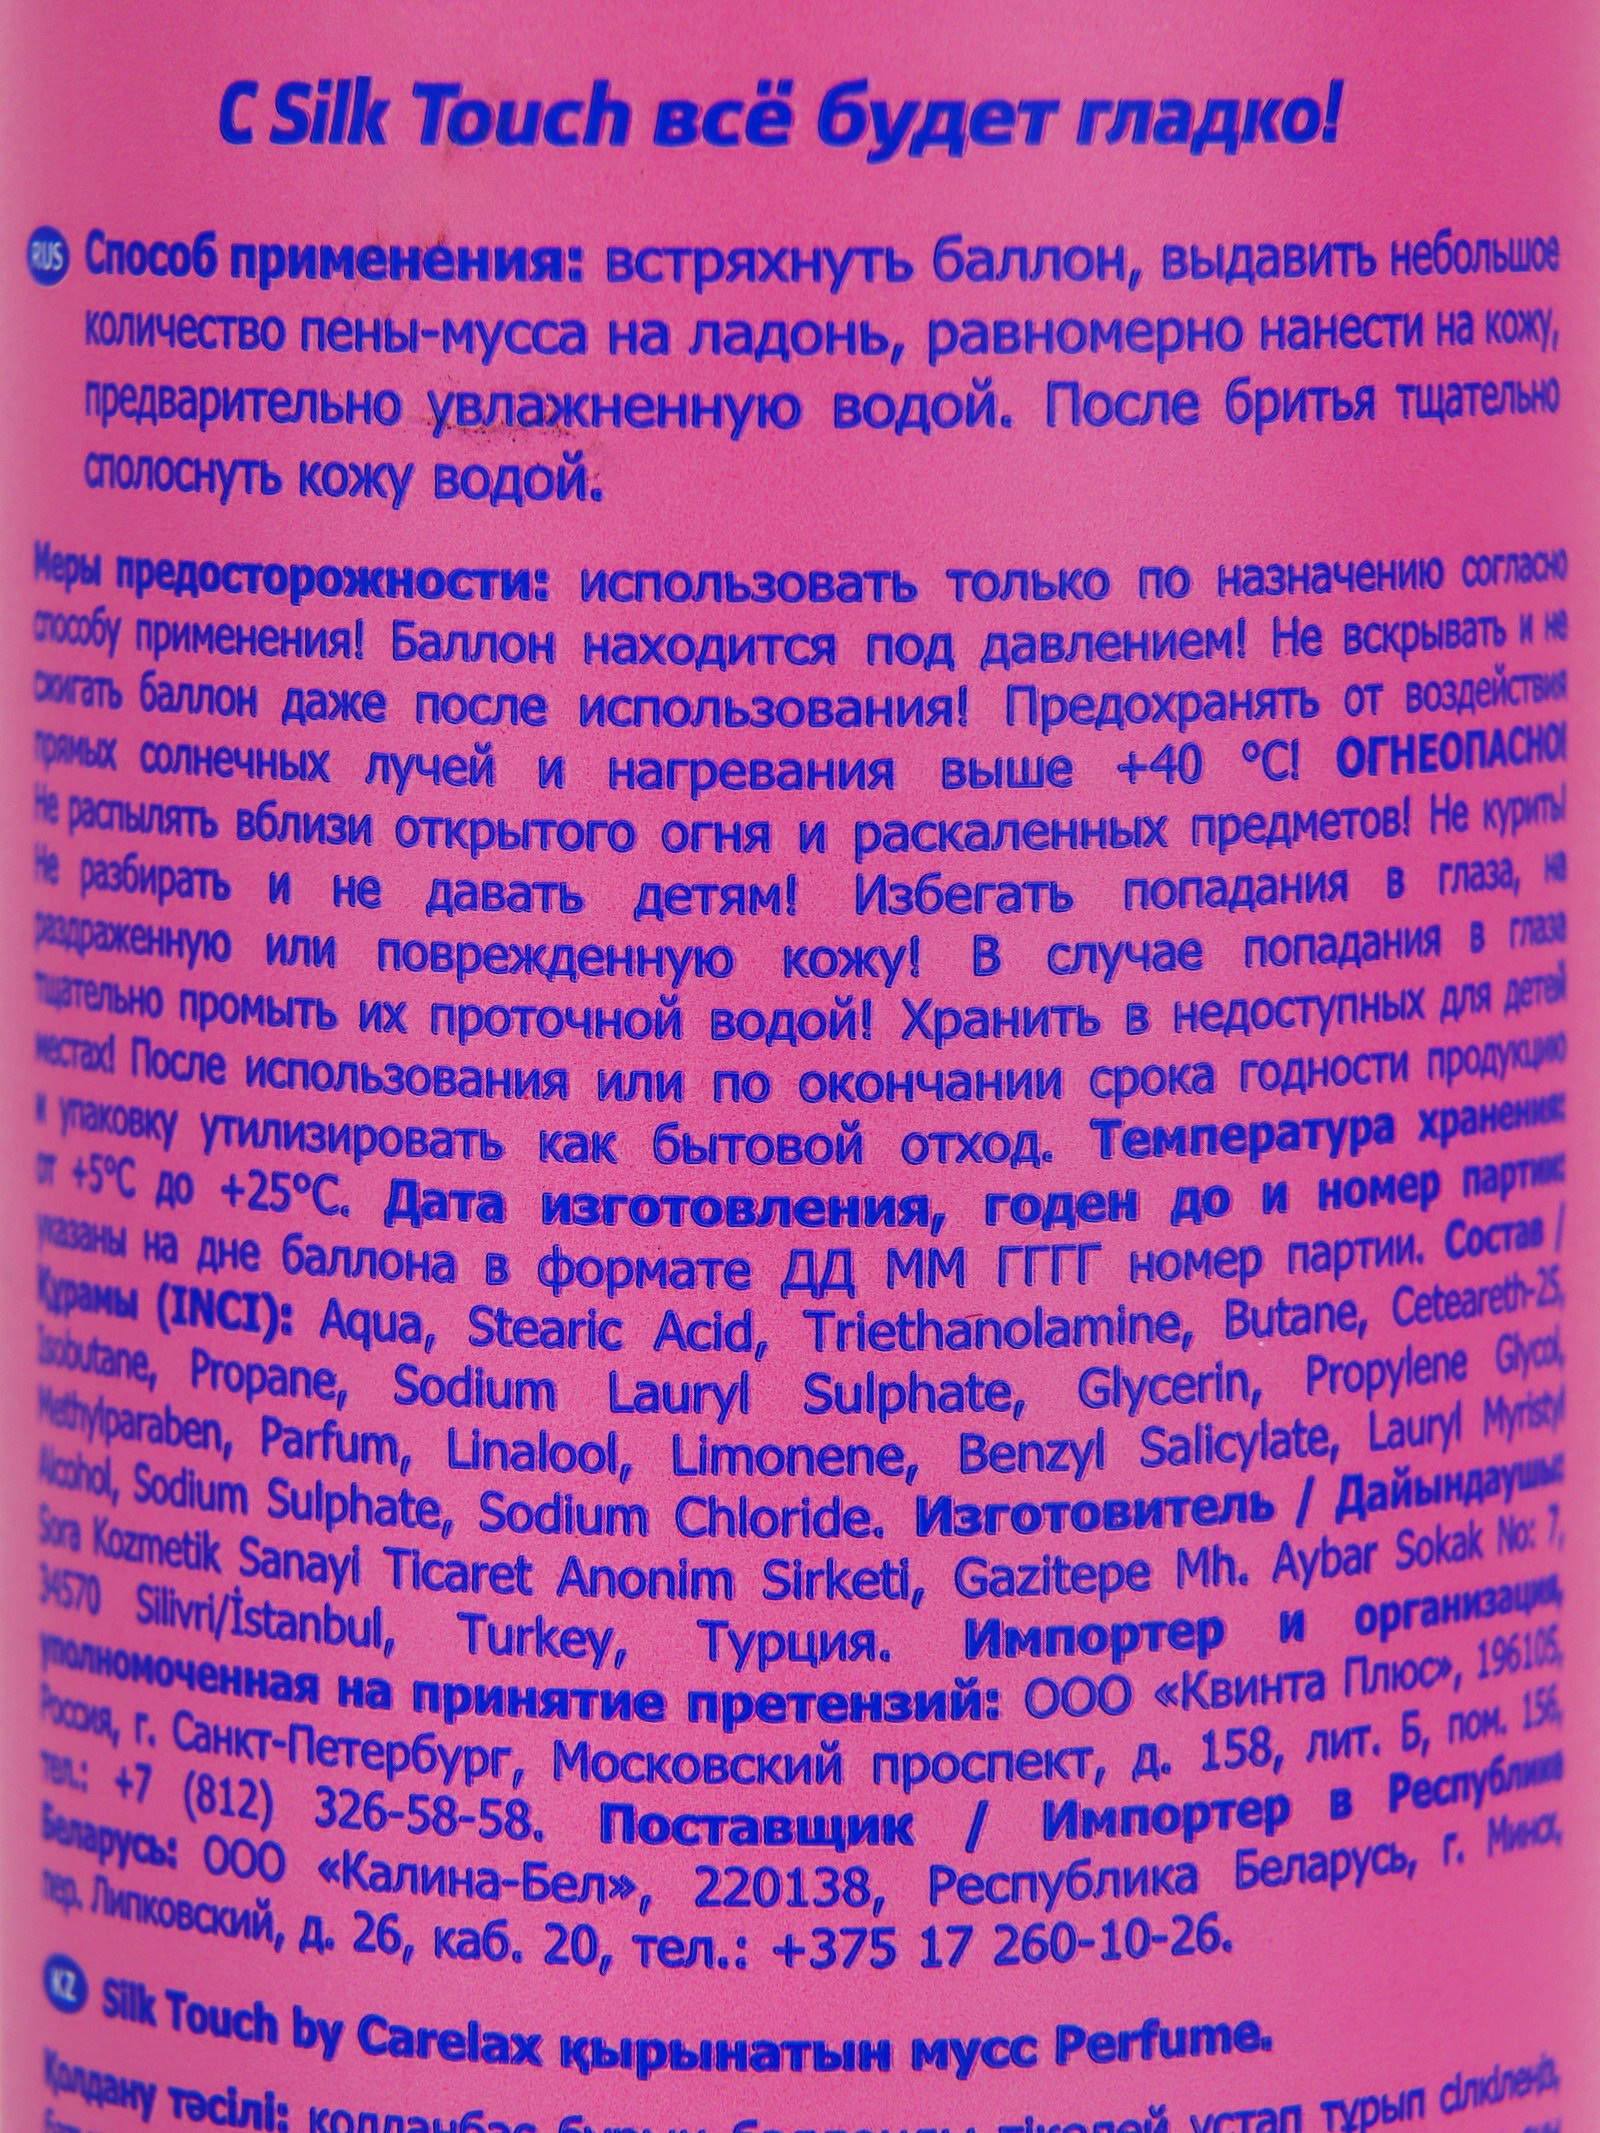 С Silk Touch всё будет гладко!
RUS Способ применения: встряхнуть баллон, выдавить небольшое
количество пены-мусса на ладонь, равномерно нанести на кожу,
предварительно увлажненную водой. После бритья тщательно
сполоснуть кожу водой.
Меры предосторожности: использовать только по назначению согласно
способу применения! Баллон находится под давлением! Не вскрывать и не
сжигать баллон даже после использования! Предохранять от воздействия
прямых солнечных лучей и нагревания выше +40 °С! ОГНЕОПАСНО!
Не распылять вблизи открытого огня и раскаленных предметов! Не курить!
Не разбирать и не давать детям! Избегать попадания в глаза, на
раздраженную или поврежденную кожу! В случае попадания в глаза
тщательно промыть их проточной водой! Хранить в недоступных для детей
местах! После использования или по окончании срока годности продукцию
и упаковку утилизировать как бытовой отход. Температура хранения:
от +5°С до +25°С. Дата изготовления, годен до и номер партии:
указаны на дне баллона в формате ДД ММ ГГГГ номер партии. Состав /
Құрамы (INCI): Aqua, Stearic Acid, Triethanolamine, Butane, Ceteareth-25,
Isobutane, Propane, Sodium Lauryl Sulphate, Glycerin, Propylene Glycol,
Methylparaben, Parfum, Linalool, Limonene, Benzyl Salicylate, Lauryl Myristyl
Alcohol, Sodium Sulphate, Sodium Chloride. Изготовитель / Дайындаушы:
Sora Kozmetik Sanayi Ticaret Anonim Sirketi, Gazitepe Mh. Aybar Sokak No: 7,
34570 Silivri/İstanbul, Turkey, Турция. Импортер и организация,
уполномоченная на принятие претензий: ООО «Квинта Плюс», 196105,
Россия, г. Санкт-Петербург, Московский проспект, д. 158, лит. Б, пом. 156,
тел.: +7 (812) 326-58-58. Поставщик / Импортер в Республике
Беларусь: ООО «Калина-Бел», 220138, Республика Беларусь, г. Минск,
пер. Липковский, д. 26, каб. 20, тел.: +375 17 260-10-26.
KZ Silk Touch by Carelax қырынатын мусс Perfume.
Қолдану тәсілі: қолданбас бұрын баллонды тікелей ұстап тұрып сілкілеңіз,